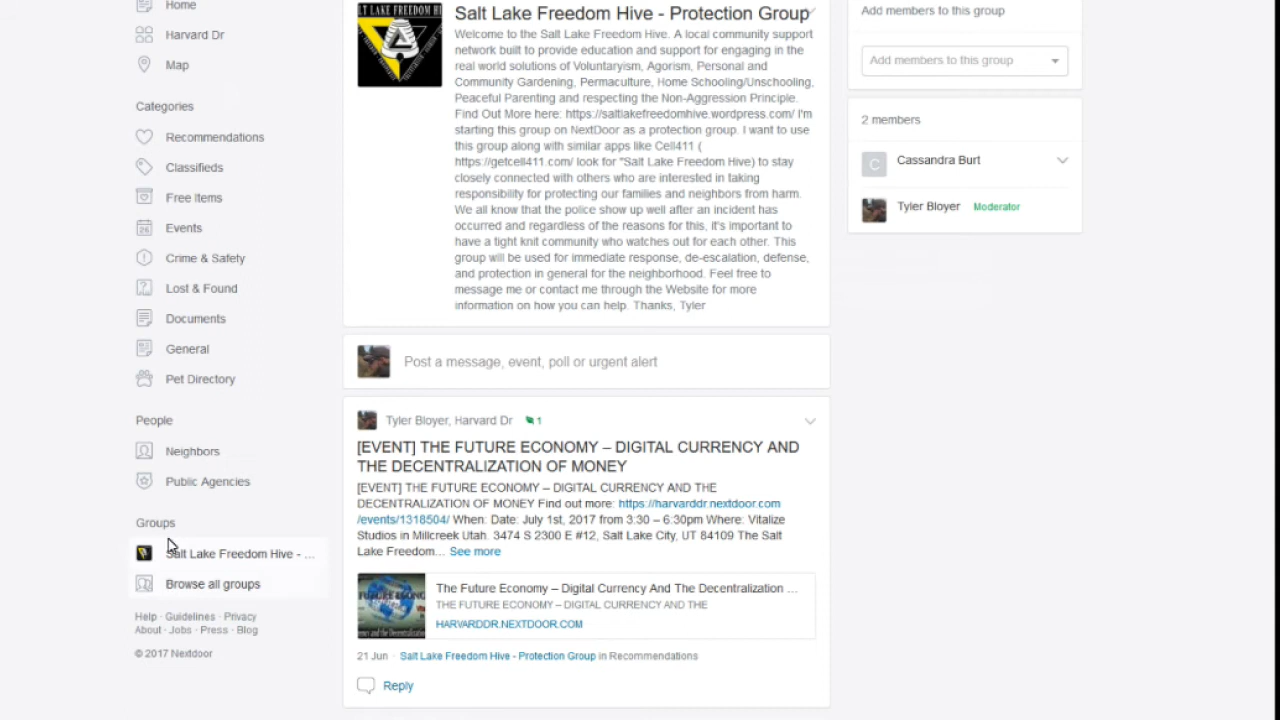 Home
Harvard Dr
Map
Categories
Recommendations
Classifieds
Free Items
Events
Crime & Safety
Lost & Found
Documents
General
Pet Directory
People
Neighbors
Public Agencies
Groups
Salt Lake Freedom Hive - ...
Browse all groups
Help · Guidelines · Privacy
About · Jobs · Press · Blog
© 2017 Nextdoor
Salt Lake Freedom Hive - Protection Group
Welcome to the Salt Lake Freedom Hive. A local community support
network built to provide education and support for engaging in the
real world solutions of Voluntaryism, Agorism, Personal and
Community Gardening, Permaculture, Home Schooling/Unschooling,
Peaceful Parenting and respecting the Non-Aggression Principle.
Find Out More here: https://saltlakefreedomhive.wordpress.com/ I'm
starting this group on NextDoor as a protection group. I want to use
this group along with similar apps like Cell411 (
https://getcell411.com/ look for "Salt Lake Freedom Hive) to stay
closely connected with others who are interested in taking
responsibility for protecting our families and neighbors from harm.
We all know that the police show up well after an incident has
occurred and regardless of the reasons for this, it's important to
have a tight knit community who watches out for each other. This
group will be used for immediate response, de-escalation, defense,
and protection in general for the neighborhood. Feel free to
message me or contact me through the Website for more
information on how you can help. Thanks, Tyler
Post a message, event, poll or urgent alert
Tyler Bloyer, Harvard Dr 1
[EVENT] THE FUTURE ECONOMY – DIGITAL CURRENCY AND
THE DECENTRALIZATION OF MONEY
[EVENT] THE FUTURE ECONOMY – DIGITAL CURRENCY AND THE
DECENTRALIZATION OF MONEY Find out more: https://harvarddr.nextdoor.com
/events/1318504/ When: Date: July 1st, 2017 from 3:30 – 6:30pm Where: Vitalize
Studios in Millcreek Utah. 3474 S 2300 E #12, Salt Lake City, UT 84109 The Salt
Lake Freedom... See more
The Future Economy – Digital Currency And The Decentralization ...
THE FUTURE ECONOMY – DIGITAL CURRENCY AND THE
HARVARDDR.NEXTDOOR.COM
21 Jun · Salt Lake Freedom Hive - Protection Group in Recommendations
Reply
Add members to this group
Add members to this group
2 members
C
Cassandra Burt
Tyler Bloyer Moderator